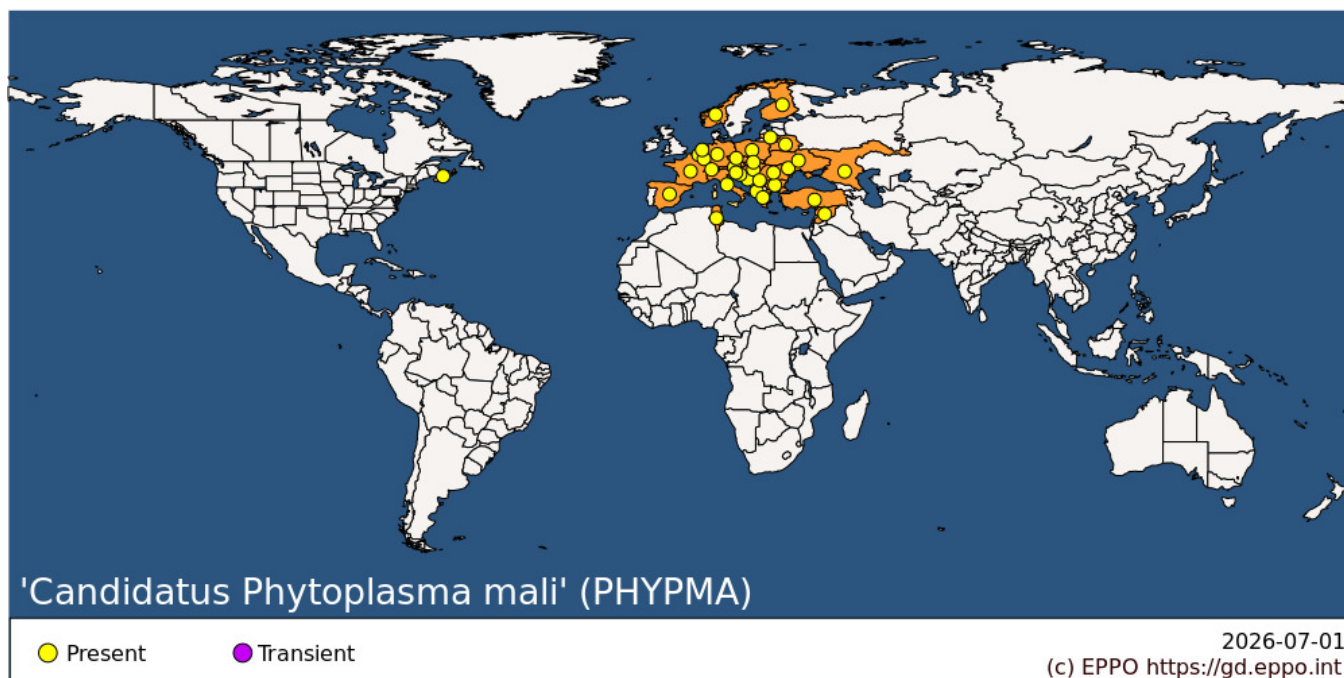 'Candidatus Phytoplasma mali' (PHYPMA)
Present
Transient
2026-07-01
(c) EPPO https://gd.eppo.int